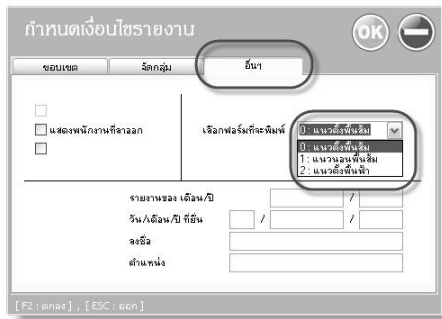 กำหนดเงื่อนไขรายงาน
OK
ขอบเขต จัดกลุ่ม อื่นๆ
แสดงพนักงานที่ลาออก
เลือกฟอร์มที่จะพิมพ์ 0 : แนวตั้งพื้นส้ม
0 : แนวตั้งพื้นส้ม
1 : แนวนอนพื้นส้ม
2 : แนวตั้งพื้นฟ้า
รายงานของ เดือน/ปี /
วัน/เดือน/ปี ที่ยื่น / /
ลงชื่อ
ตำแหน่ง
[F2 : ตกลง] , [ESC : ออก]